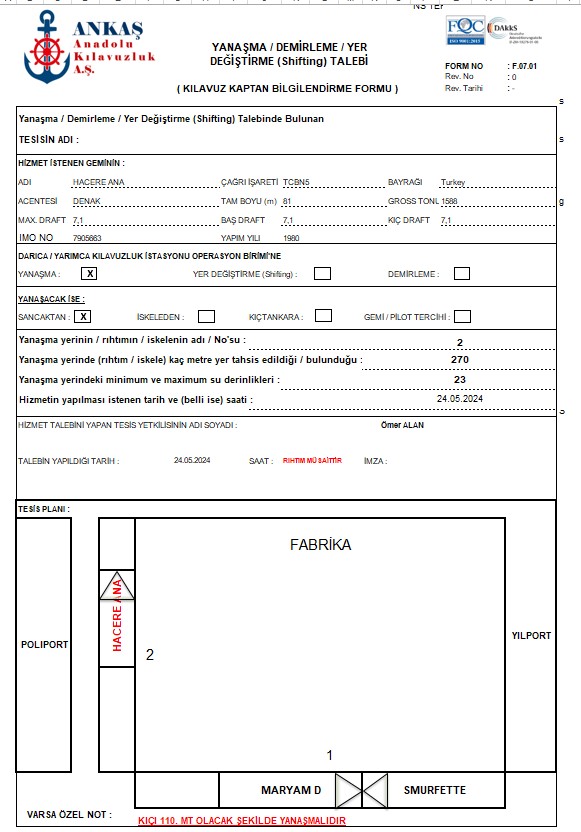 ANKAŞ
Anadolu
Kılavuzluk
A.Ş.
YANAŞMA / DEMİRLEME / YER
DEĞİŞTİRME (Shifting) TALEBİ
( KILAVUZ KAPTAN BİLGİLENDİRME FORMU )
FQC
ISO 9001:2015
DAkkS
FORM NO : F.07.01
Rev. No : 0
Rev. Tarihi : -
Yanaşma / Demirleme / Yer Değiştirme (Shifting) Talebinde Bulunan
TESİSİN ADI :
HİZMET İSTENEN GEMİNİN :
ADI HACERE ANA ÇAĞRI İŞARETİ TCBN5 BAYRAĞI Turkey
ACENTESİ DENAK TAM BOYU (m) 81 GROSS TONL 1588
MAX. DRAFT 7,1 BAŞ DRAFT 7,1 KIÇ DRAFT 7,1
IMO NO 7905663 YAPIM YILI 1980
DARICA / YARIMCA KILAVUZLUK İSTASYONU OPERASYON BİRİMİ'NE
YANAŞMA : X YER DEĞİŞTİRME (Shifting) : DEMİRLEME :
YANAŞACAK İSE :
SANCAKTAN : X İSKELEDEN : KIÇTANKARA : GEMİ / PİLOT TERCİHİ :
Yanaşma yerinin / rıhtımın / iskelenin adı / No'su : 2
Yanaşma yerinde (rıhtım / iskele) kaç metre yer tahsis edildiği / bulunduğu : 270
Yanaşma yerindeki minimum ve maximum su derinlikleri : 23
Hizmetin yapılması istenen tarih ve (belli ise) saati : 24.05.2024
HİZMET TALEBİNİ YAPAN TESİS YETKİLİSİNİN ADI SOYADI : Ömer ALAN
TALEBİN YAPILDIĞI TARİH : 24.05.2024 SAAT : RIHTIM MÜSAİTTİR İMZA :
TESİS PLANI :
FABRİKA
HACERE ANA
POLIPORT
YILPORT
2
1
MARYAM D
SMURFETTE
VARSA ÖZEL NOT : KIÇI 110. MT OLACAK ŞEKİLDE YANAŞMALIDIR